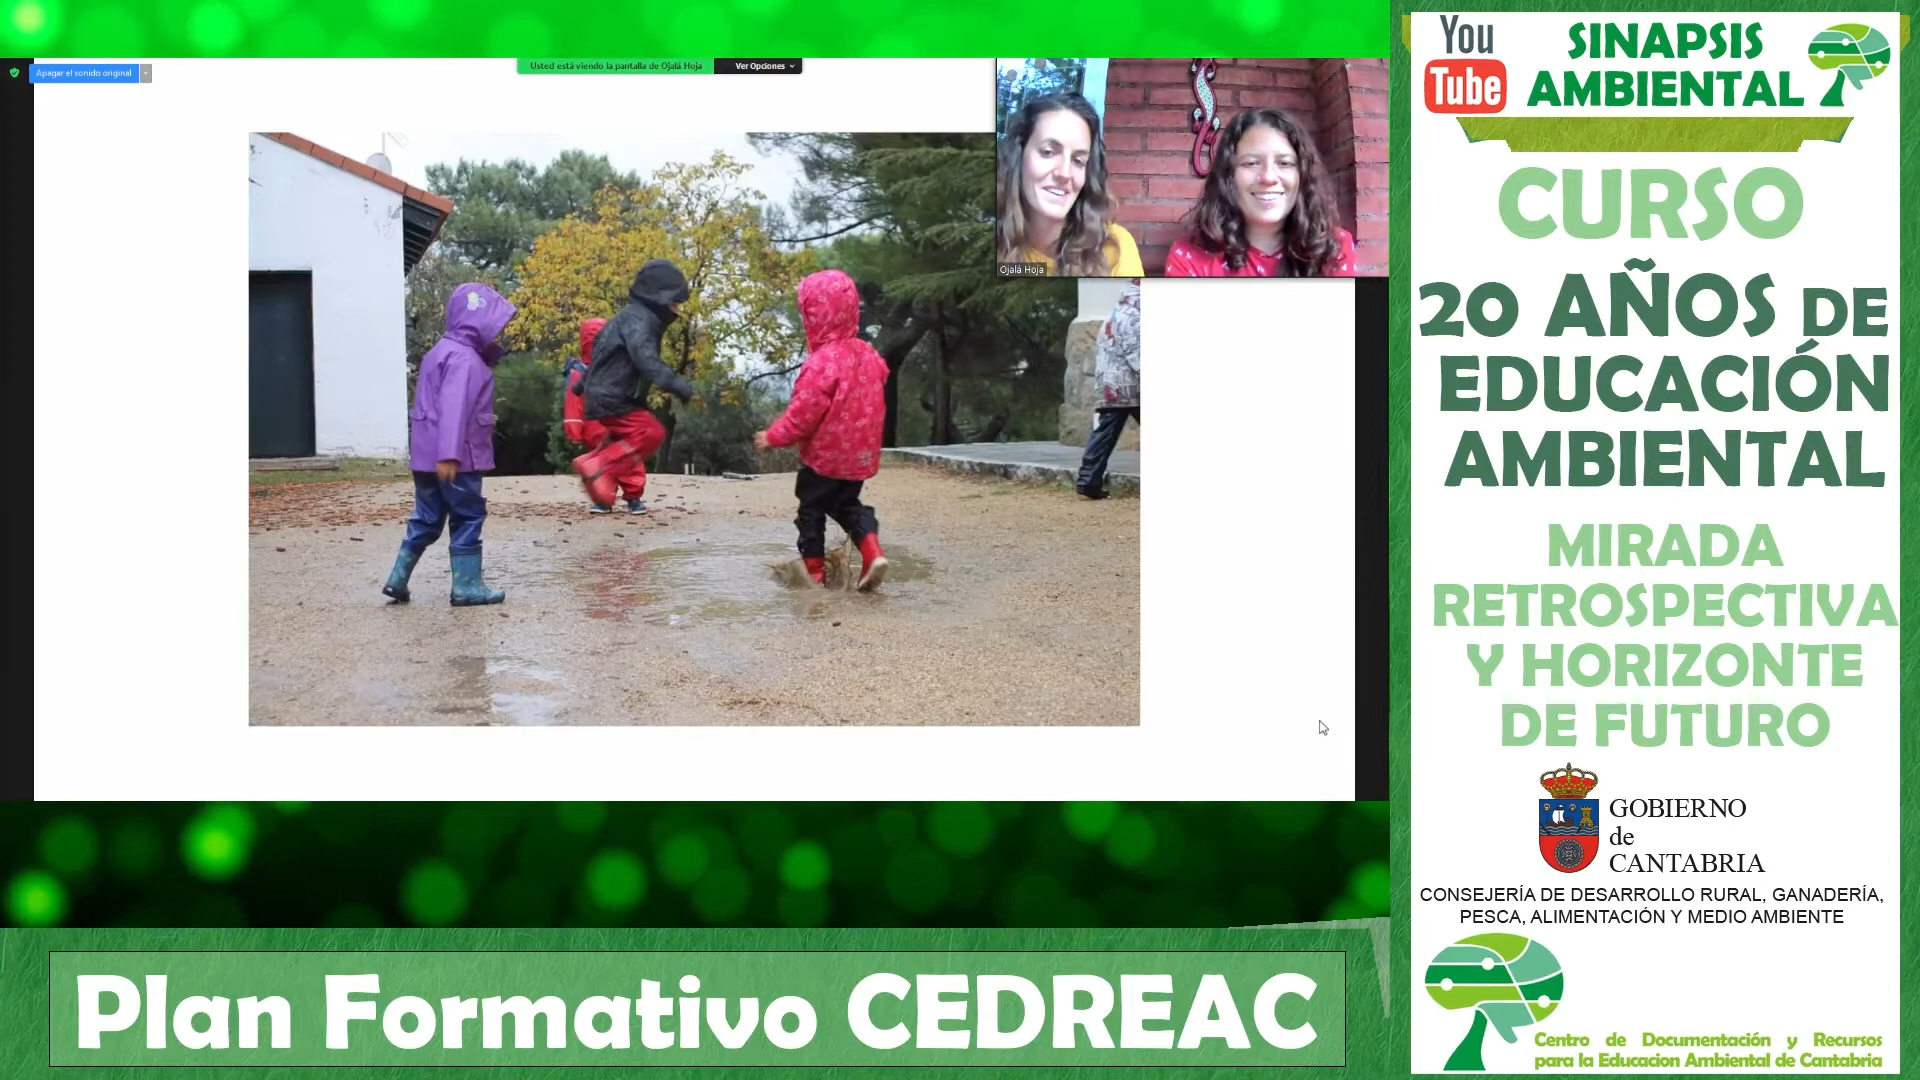 Apagar el sonido original
Usted está viendo la pantalla de Ojalá Hoja
Ver Opciones
Ojalá Hoja
You
Tube
SINAPSIS
AMBIENTAL
CURSO
20 AÑOS DE
EDUCACIÓN
AMBIENTAL
MIRADA
RETROSPECTIVA
Y HORIZONTE
DE FUTURO
GOBIERNO
de
CANTABRIA
CONSEJERÍA DE DESARROLLO RURAL, GANADERÍA,
PESCA, ALIMENTACIÓN Y MEDIO AMBIENTE
Centro de Documentación y Recursos
para la Educacion Ambiental de Cantabria
Plan Formativo CEDREAC